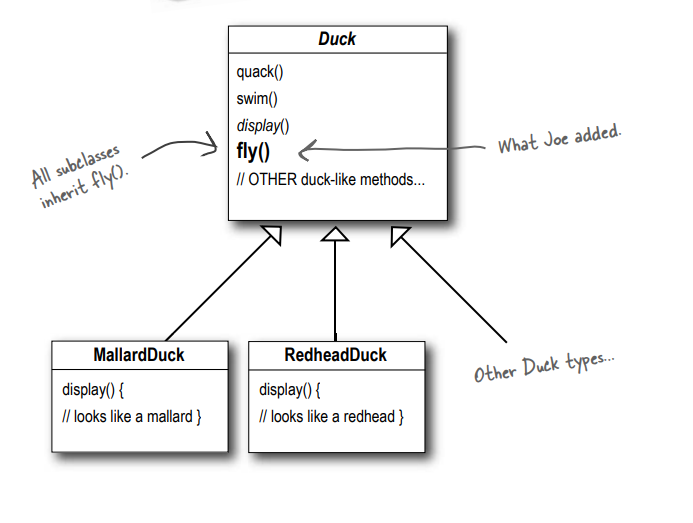 Duck
quack()
swim()
display()
fly()
// OTHER duck-like methods...
All subclasses
inherit fly().
What Joe added.
MallardDuck
display() {
// looks like a mallard }
RedheadDuck
display() {
// looks like a redhead }
Other Duck types...